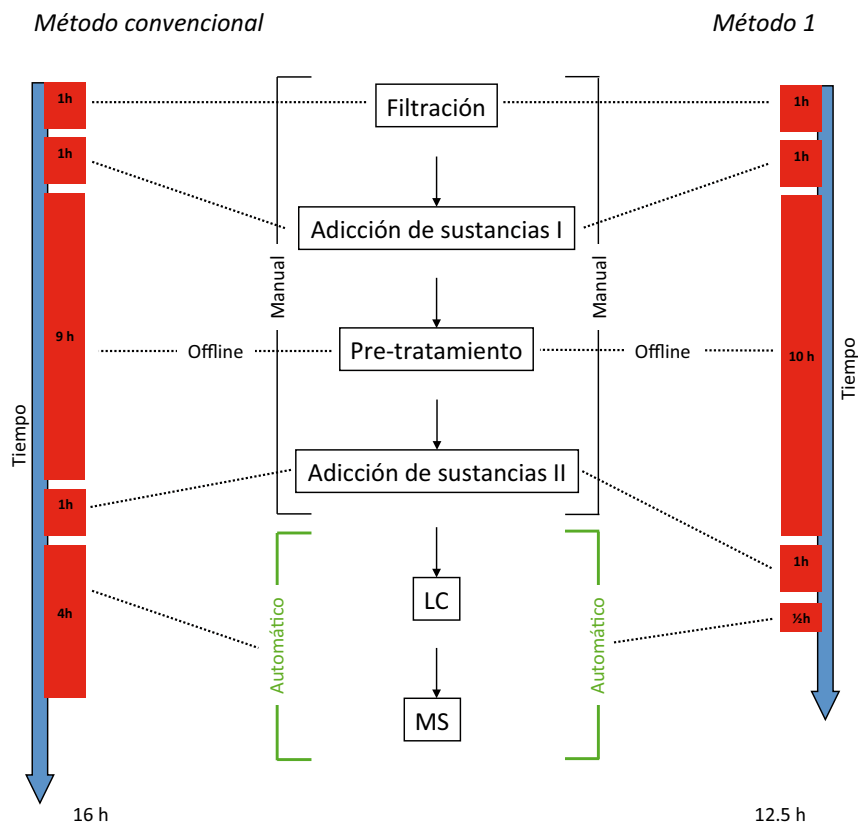 Método convencional
Método 1
1h
Filtración
1h
1h
1h
Adicción de sustancias I
Manual
Manual
9 h
Offline
Pre-tratamiento
Offline
10 h
Tiempo
Tiempo
1h
Adicción de sustancias II
1h
4h
Automático
LC
Automático
½h
MS
16 h
12.5 h